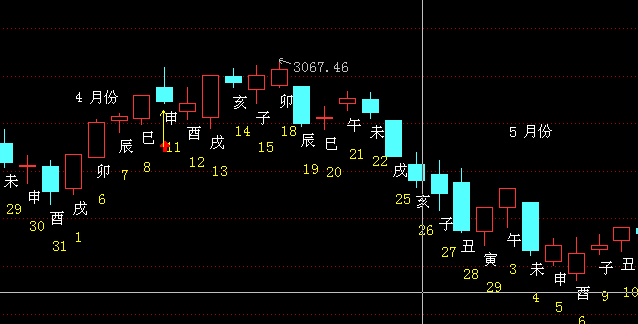 3067.46
4 月份
5 月份
未
29
申
30
酉
31
戌
1
卯
6
辰
7
巳
8
申
11
酉
12
戌
13
亥
14
子
15
卯
18
辰
19
巳
20
午
21
未
22
戌
25
亥
26
子
27
丑
28
寅
29
午
3
未
4
申
5
酉
6
子
9
丑
10